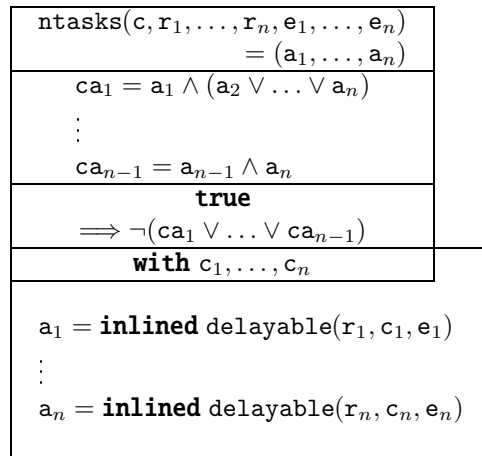 ntasks(c, r₁, …, rₙ, e₁, …, eₙ)
= (a₁, …, aₙ)
ca₁ = a₁ ∧ (a₂ ∨ … ∨ aₙ)
⋮
caₙ₋₁ = aₙ₋₁ ∧ aₙ
true
⟹ ¬(ca₁ ∨ … ∨ caₙ₋₁)
with c₁, …, cₙ
a₁ = inlined delayable(r₁, c₁, e₁)
⋮
aₙ = inlined delayable(rₙ, cₙ, eₙ)